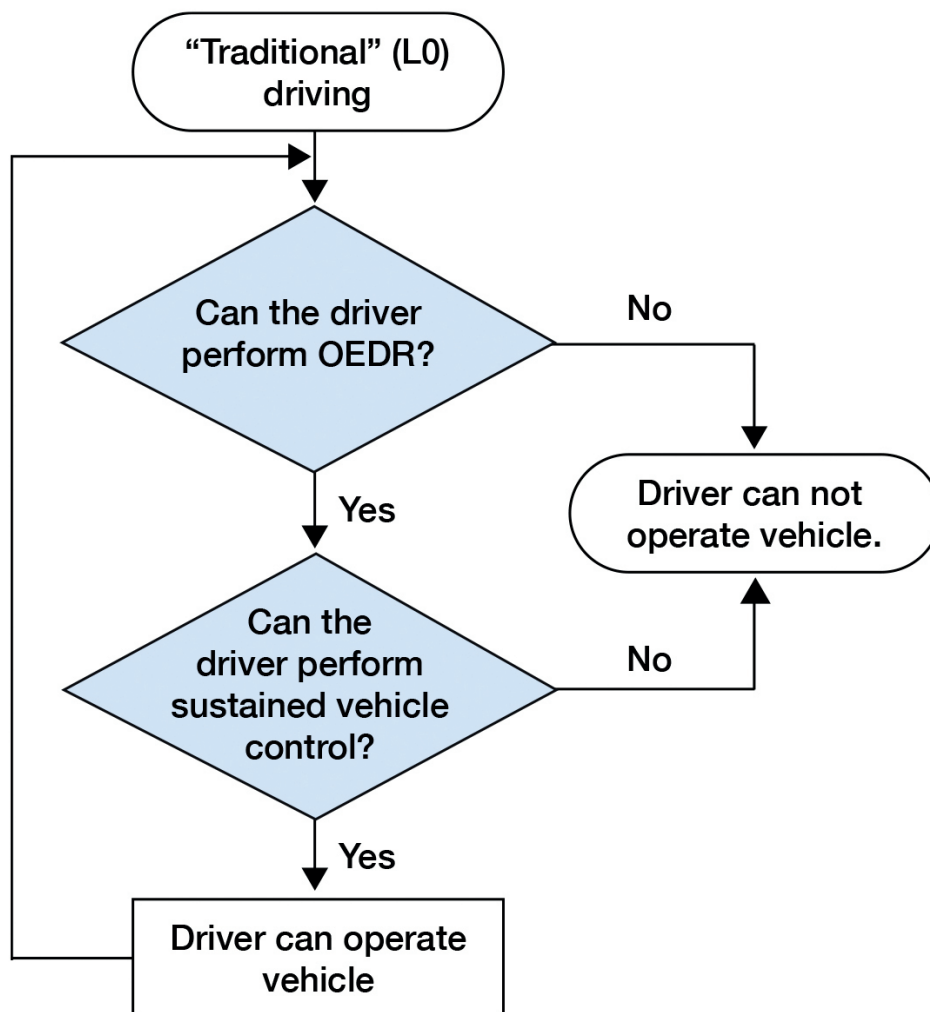 “Traditional” (L0)
driving
Can the driver
perform OEDR?
No
Driver can not
operate vehicle.
Yes
Can the
driver perform
sustained vehicle
control?
No
Yes
Driver can operate
vehicle